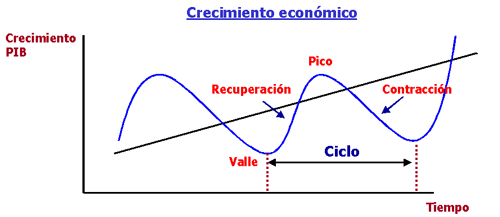 Crecimiento económico
Crecimiento
PIB
Pico
Recuperación
Contracción
Valle
Ciclo
Tiempo